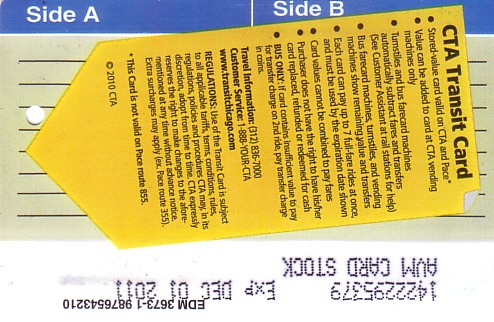 Side A
Side B
CTA Transit Card
• Stored-value card valid on CTA and Pace*
• Value can be added to card at CTA vending
machines only
• Turnstiles and bus farecard machines
automatically subtract fares and transfers
(See Customer Assistant at rail stations for help)
• Bus farecard machines, turnstiles, and vending
machines show remaining value and transfers
• Each card can pay up to 7 full-fare rides at once,
and must be used by the expiration date shown
• Card values cannot be combined to pay fares
• Purchaser does not have the right to have his/her
card replaced, refunded or redeemed for cash
• BUS ONLY: If card contains insufficient value to pay
for transfer charge on 2nd ride, pay transfer charge
in coins.
Travel Information: (312) 836-7000
Customer Service: 1-888-YOUR-CTA
www.transitchicago.com
REGULATIONS: Use of the Transit Card is subject
to all applicable tariffs, terms, conditions, rules,
regulations, policies and procedures CTA may, in its
discretion, adopt from time to time. CTA expressly
reserves the right to make changes to the afore-
mentioned at any time without advance notice.
Extra surcharges may apply (ex. Pace route 355).
* This Card is not valid on Pace route 855.
© 2010 CTA
1422295379 EXP DEC 01 2011
AVM CARD STOCK
EDM 3673-1 9876543210